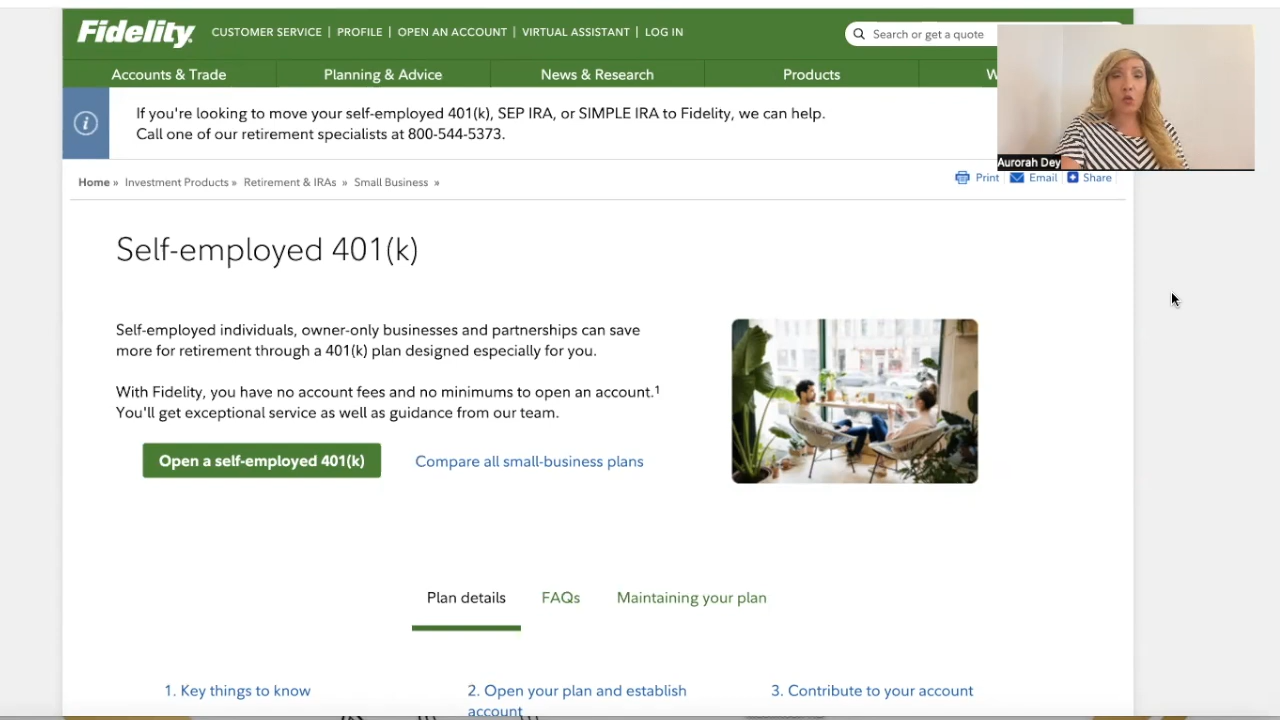 Fidelity
CUSTOMER SERVICE | PROFILE | OPEN AN ACCOUNT | VIRTUAL ASSISTANT | LOG IN
Search or get a quote
Accounts & Trade
Planning & Advice
News & Research
Products
W
If you're looking to move your self-employed 401(k), SEP IRA, or SIMPLE IRA to Fidelity, we can help.
Call one of our retirement specialists at 800-544-5373.
Aurorah Dey
Home » Investment Products » Retirement & IRAs » Small Business »
Print
Email
Share
Self-employed 401(k)
Self-employed individuals, owner-only businesses and partnerships can save
more for retirement through a 401(k) plan designed especially for you.
With Fidelity, you have no account fees and no minimums to open an account.¹
You'll get exceptional service as well as guidance from our team.
Open a self-employed 401(k)
Compare all small-business plans
Plan details
FAQs
Maintaining your plan
1. Key things to know
2. Open your plan and establish
account
3. Contribute to your account